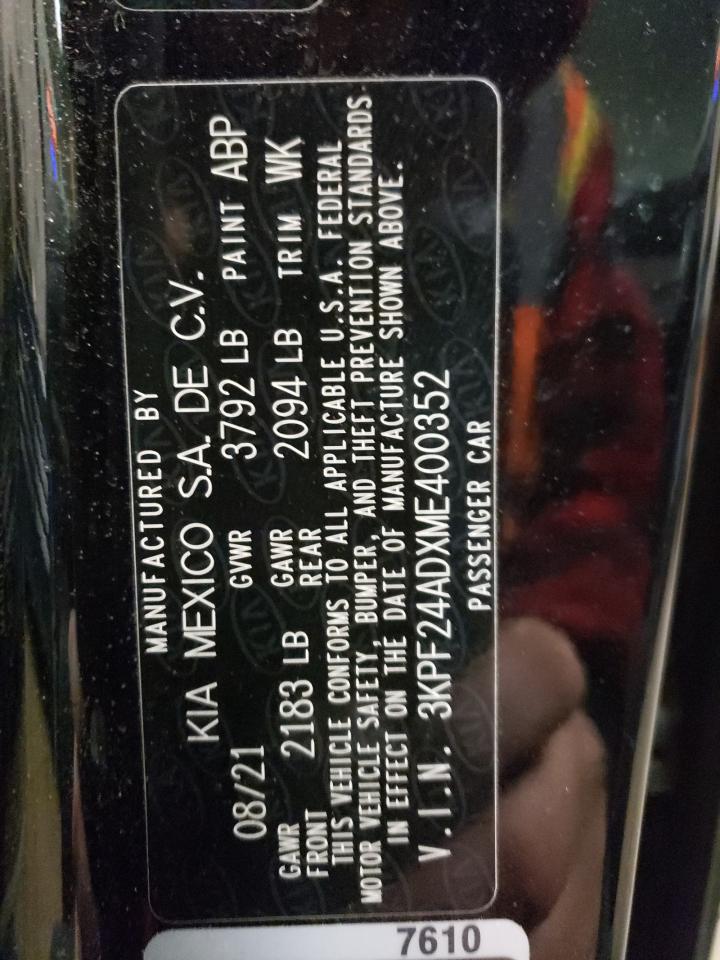 MANUFACTURED BY
KIA MEXICO S.A. DE C.V.
08/21 GVWR 3792 LB PAINT ABP
GAWR FRONT 2183 LB GAWR REAR 2094 LB TRIM WK
THIS VEHICLE CONFORMS TO ALL APPLICABLE U.S.A. FEDERAL
MOTOR VEHICLE SAFETY, BUMPER, AND THEFT PREVENTION STANDARDS
IN EFFECT ON THE DATE OF MANUFACTURE SHOWN ABOVE.
V.I.N. 3KPF24ADXME400352
PASSENGER CAR
7610